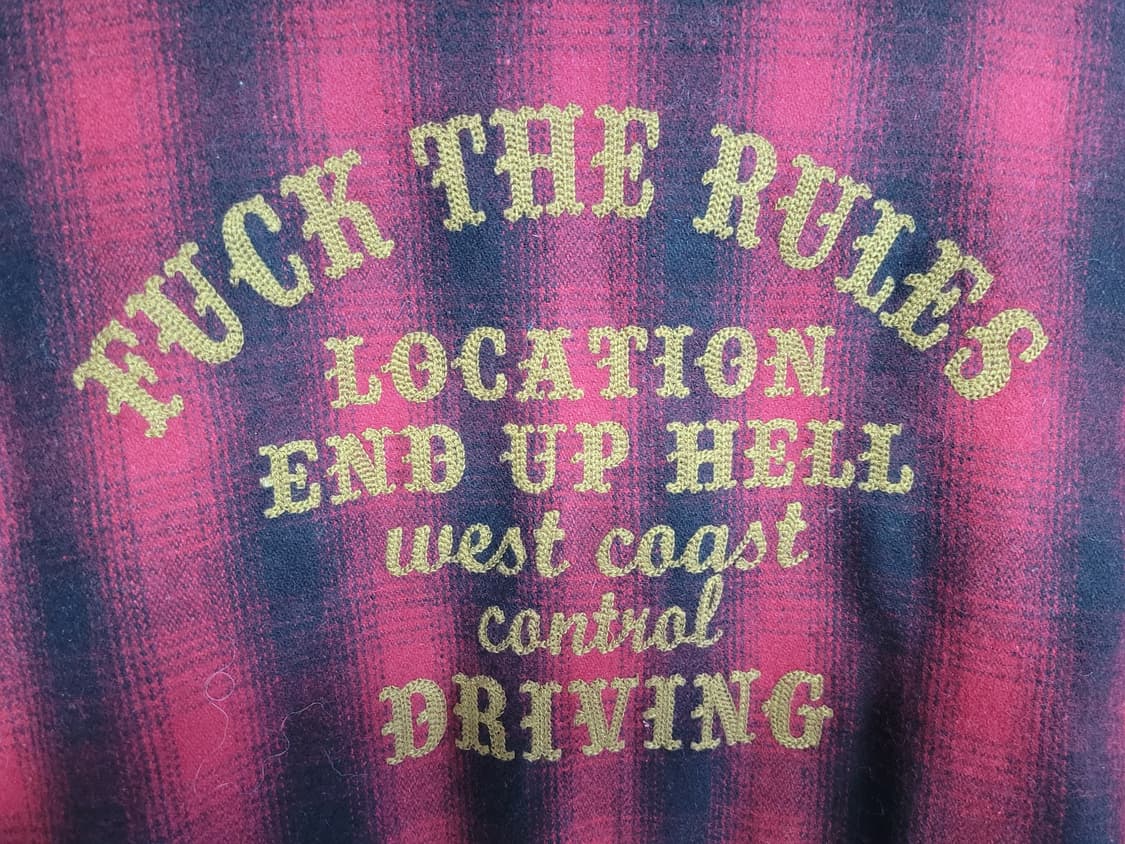 FUCK THE RULES
LOCATION
END UP HELL
west coast
control
DRIVING